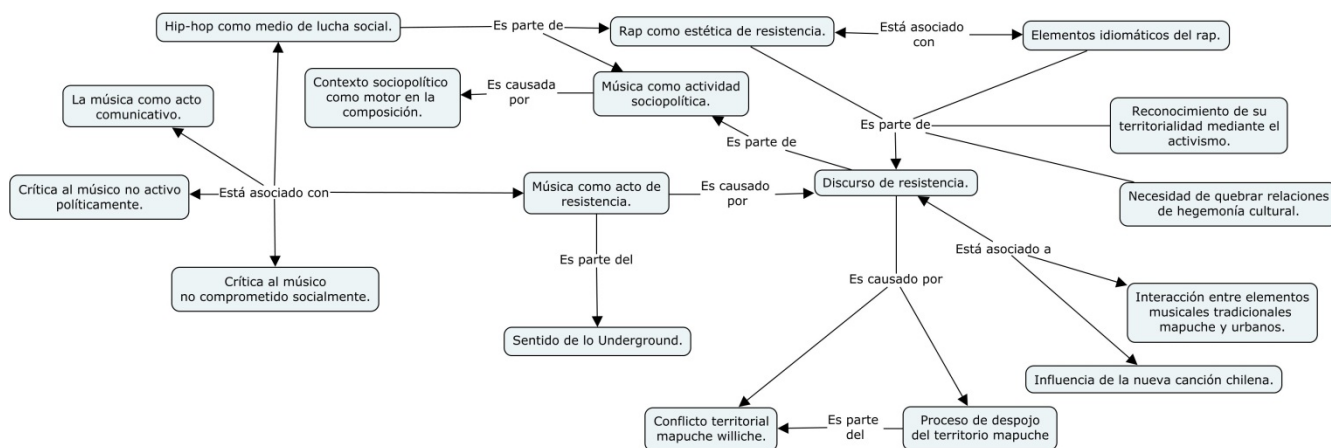 Hip-hop como medio de lucha social.
Es parte de
Rap como estética de resistencia.
Está asociado
con
Elementos idiomáticos del rap.
Contexto sociopolítico
como motor en la
composición.
Es causada
por
Música como actividad
sociopolítica.
La música como acto
comunicativo.
Reconocimiento de su
territorialidad mediante el
activismo.
Es parte de
Es parte de
Crítica al músico no activo
políticamente.
Está asociado con
Música como acto de
resistencia.
Es causado
por
Discurso de resistencia.
Necesidad de quebrar relaciones
de hegemonía cultural.
Está asociado a
Es parte del
Crítica al músico
no comprometido socialmente.
Es causado por
Interacción entre elementos
musicales tradicionales
mapuche y urbanos.
Sentido de lo Underground.
Influencia de la nueva canción chilena.
Conflicto territorial
mapuche williche.
Es parte
del
Proceso de despojo
del territorio mapuche